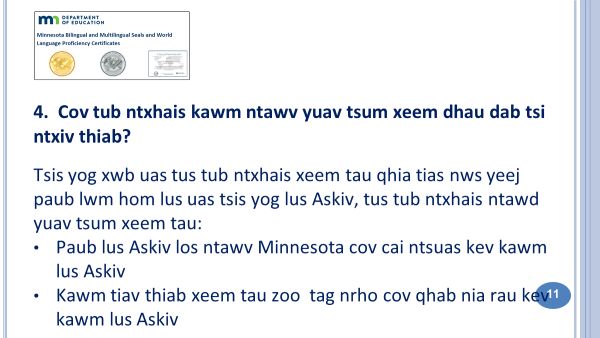 mn DEPARTMENT
OF EDUCATION
Minnesota Bilingual and Multilingual Seals and World
Language Proficiency Certificates
4. Cov tub ntxhais kawm ntawv yuav tsum xeem dhau dab tsi
ntxiv thiab?
Tsis yog xwb uas tus tub ntxhais xeem tau qhia tias nws yeej
paub lwm hom lus uas tsis yog lus Askiv, tus tub ntxhais ntawd
yuav tsum xeem tau:
• Paub lus Askiv los ntawv Minnesota cov cai ntsuas kev kawm
lus Askiv
• Kawm tiav thiab xeem tau zoo tag nrho cov qhab nia rau kev
kawm lus Askiv
11